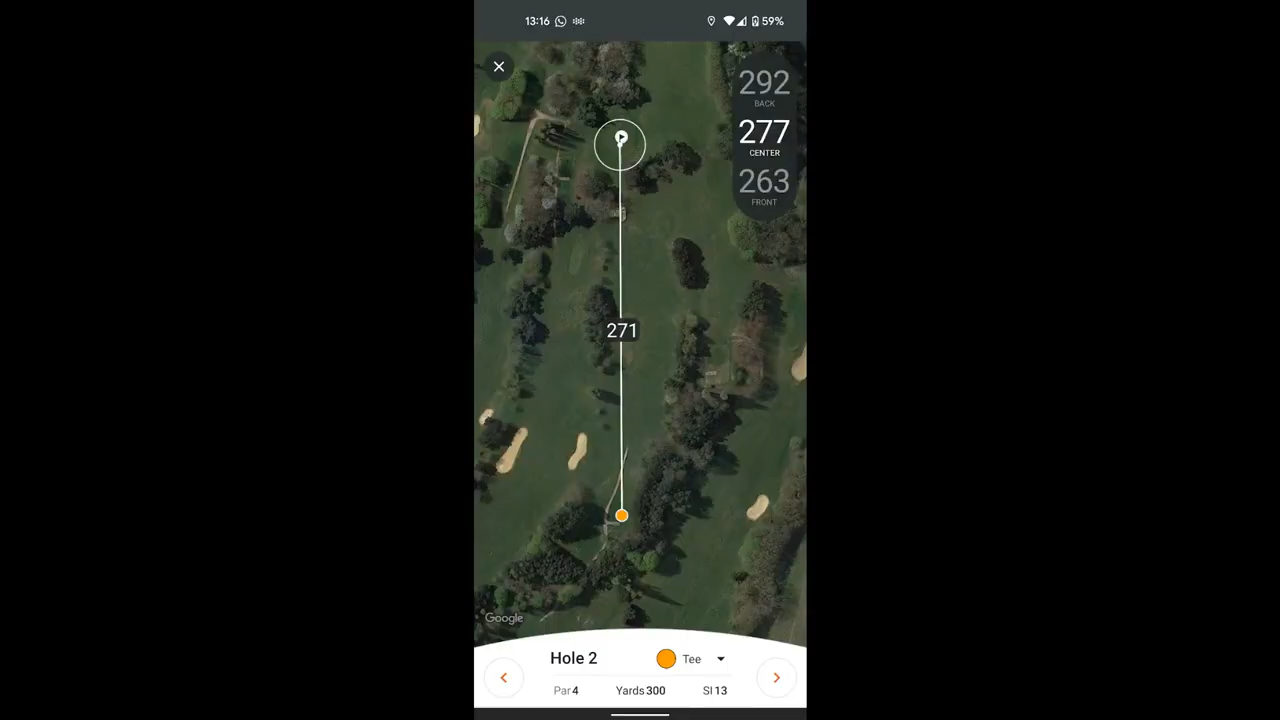 13:16
59%
292
BACK
277
CENTER
263
FRONT
271
Google
Hole 2
Tee
Par 4
Yards 300
SI 13